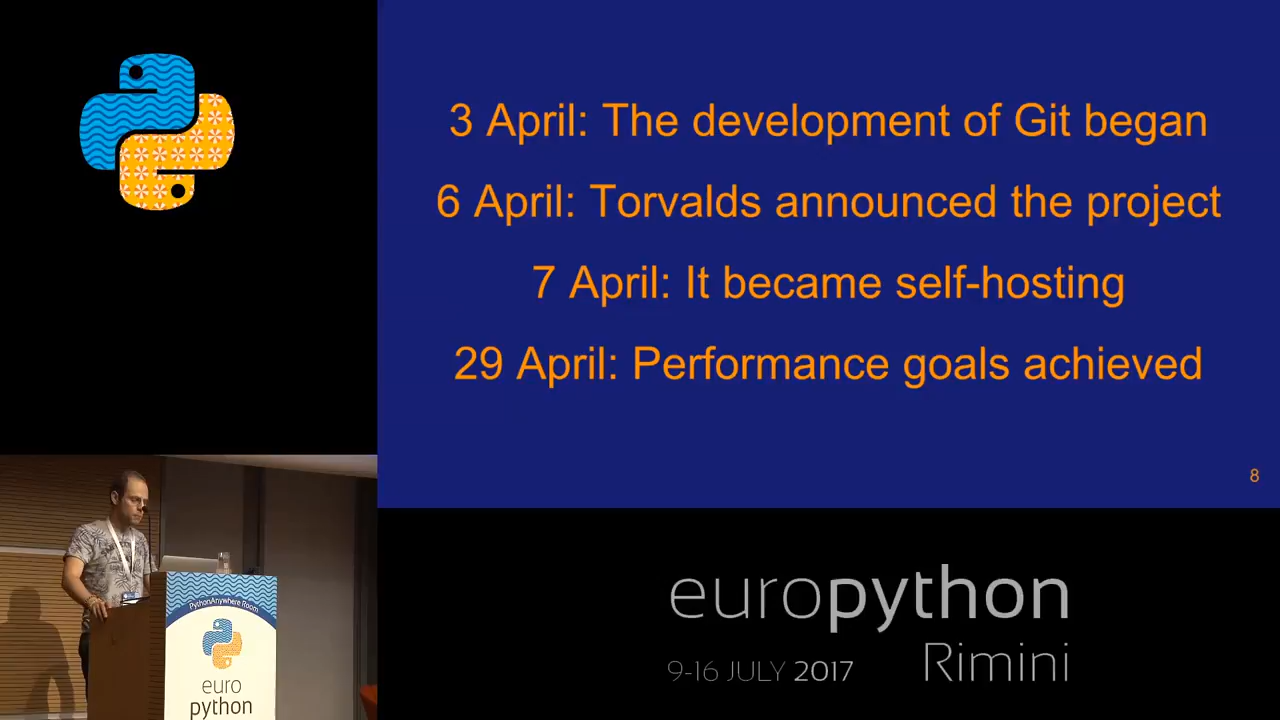 3 April: The development of Git began
6 April: Torvalds announced the project
7 April: It became self-hosting
29 April: Performance goals achieved
8
PythonAnywhere Room
euro
python
europython
Rimini
9-16 JULY 2017